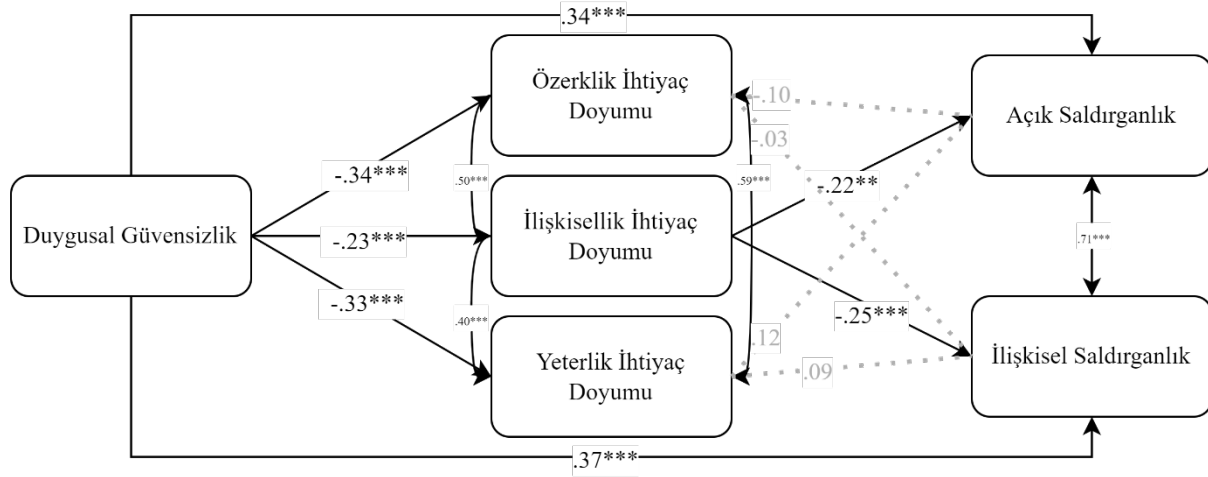 .34***
Özerklik İhtiyaç
Doyumu
-.10
-.03
Açık Saldırganlık
-.34***
.50***
.59***
-.22**
Duygusal Güvensizlik
-.23***
İlişkisellik İhtiyaç
Doyumu
.71***
-.33***
.40***
-.25***
.12
Yeterlik İhtiyaç
Doyumu
.09
İlişkisel Saldırganlık
.37***